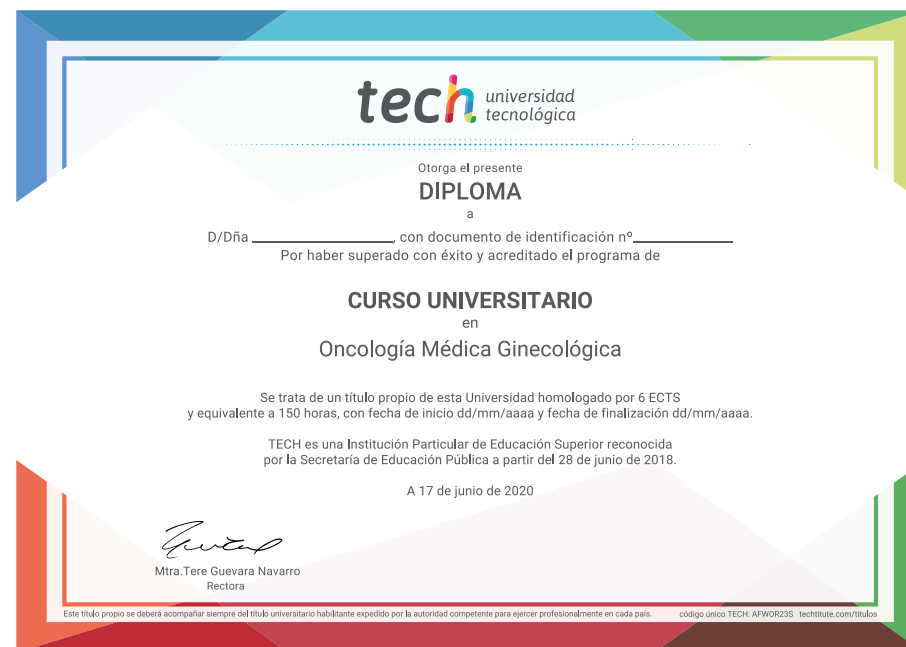 tech universidad
tecnológica
Otorga el presente
DIPLOMA
a
D/Dña ____________________, con documento de identificación nº______________
Por haber superado con éxito y acreditado el programa de
CURSO UNIVERSITARIO
en
Oncología Médica Ginecológica
Se trata de un título propio de esta Universidad homologado por 6 ECTS
y equivalente a 150 horas, con fecha de inicio dd/mm/aaaa y fecha de finalización dd/mm/aaaa.
TECH es una Institución Particular de Educación Superior reconocida
por la Secretaría de Educación Pública a partir del 28 de junio de 2018.
A 17 de junio de 2020
Mtra.Tere Guevara Navarro
Rectora
Este título propio se deberá acompañar siempre del título universitario habilitante expedido por la autoridad competente para ejercer profesionalmente en cada país. código único TECH: AFWOR23S techtitute.com/titulos